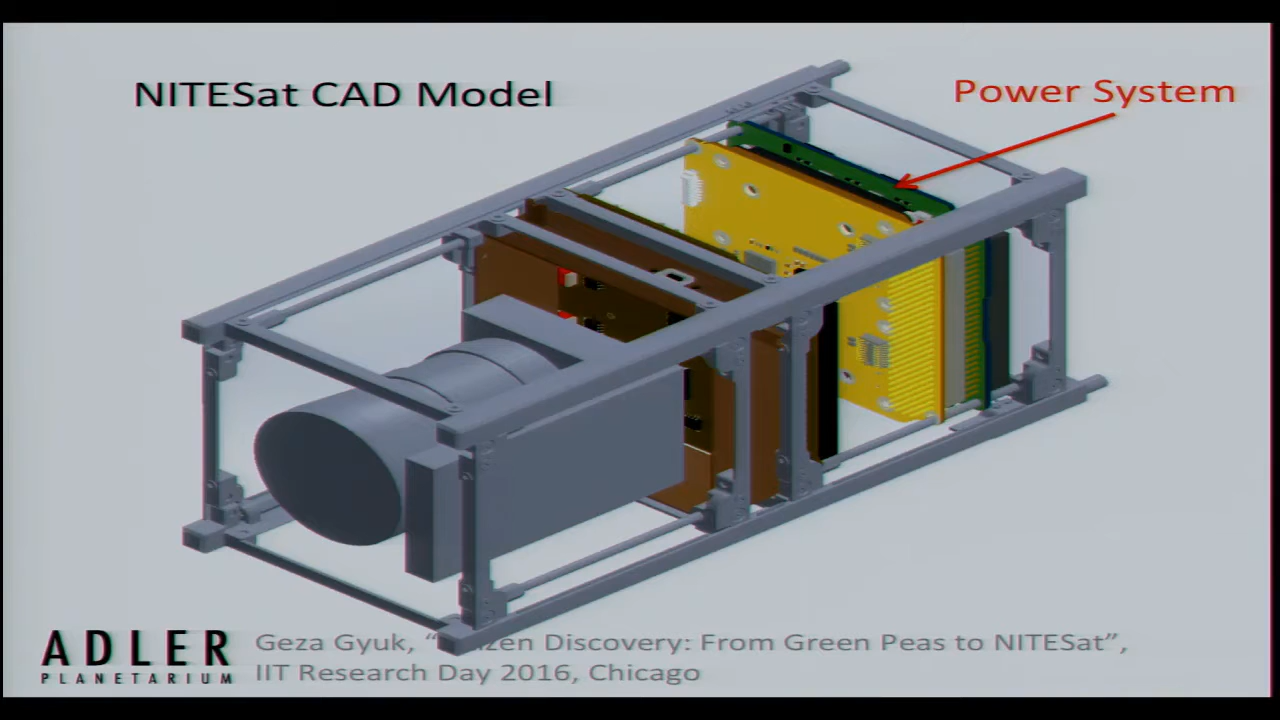 NITESat CAD Model
Power System
ADLER
PLANETARIUM
Geza Gyuk, “ zen Discovery: From Green Peas to NITESat”,
IIT Research Day 2016, Chicago